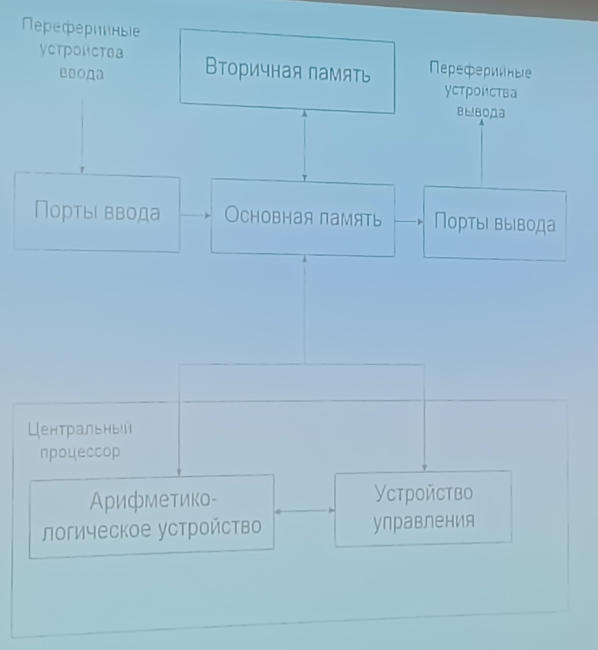 Переферийные
устройства
ввода
Вторичная память
Переферийные
устройства
вывода
Порты ввода
Основная память
Порты вывода
Центральный
процессор
Арифметико-
логическое устройство
Устройство
управления